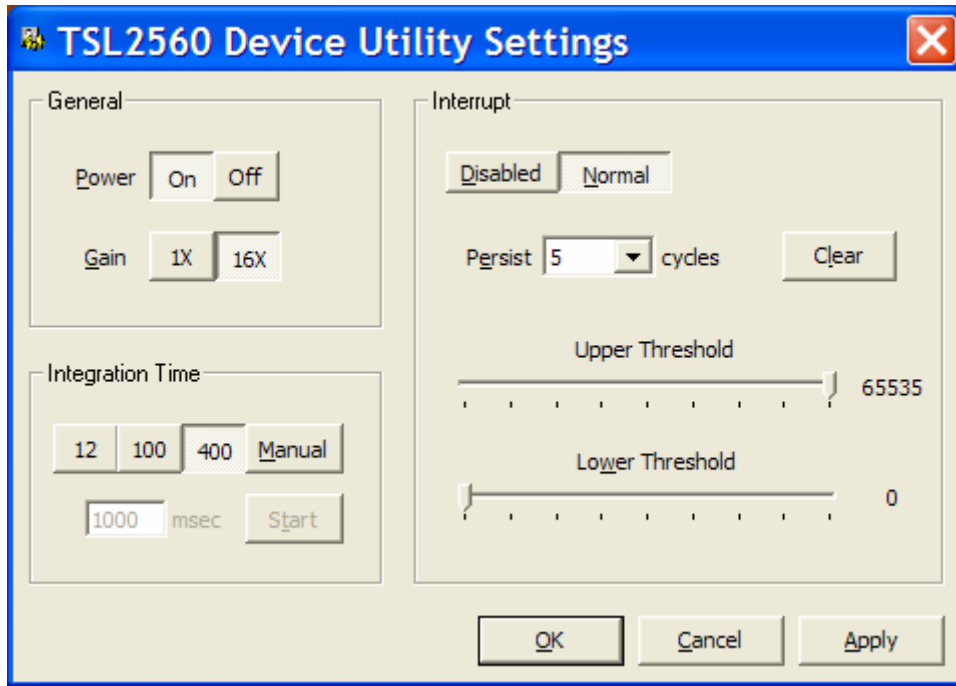 TSL2560 Device Utility Settings
General
Power On Off
Gain 1X 16X
Integration Time
12 100 400 Manual
1000 msec Start
Interrupt
Disabled Normal
Persist 5 cycles Clear
Upper Threshold
65535
Lower Threshold
0
OK Cancel Apply